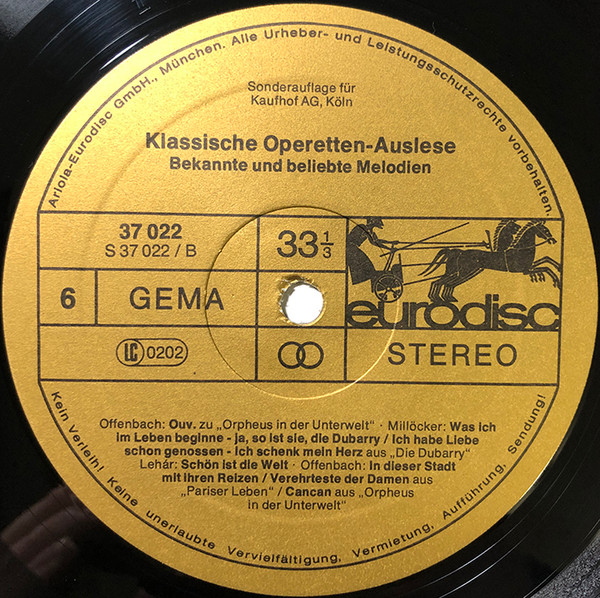 Ariola-Eurodisc GmbH., München. Alle Urheber- und Leistungsschutzrechte vorbehalten.
Sonderauflage für
Kaufhof AG, Köln
Klassische Operetten-Auslese
Bekannte und beliebte Melodien
37 022
S 37 022 / B
33 1/3
eurodisc
6
GEMA
LC 0202
STEREO
Offenbach: Ouv. zu „Orpheus in der Unterwelt“ · Millöcker: Was ich
im Leben beginne - ja, so ist sie, die Dubarry / Ich habe Liebe
schon genossen - Ich schenk mein Herz aus „Die Dubarry“
Lehár: Schön ist die Welt · Offenbach: In dieser Stadt
mit ihren Reizen / Verehrteste der Damen aus
„Pariser Leben“ / Cancan aus „Orpheus
in der Unterwelt“
Kein Verleih! Keine unerlaubte Vervielfältigung, Vermietung, Aufführung, Sendung!